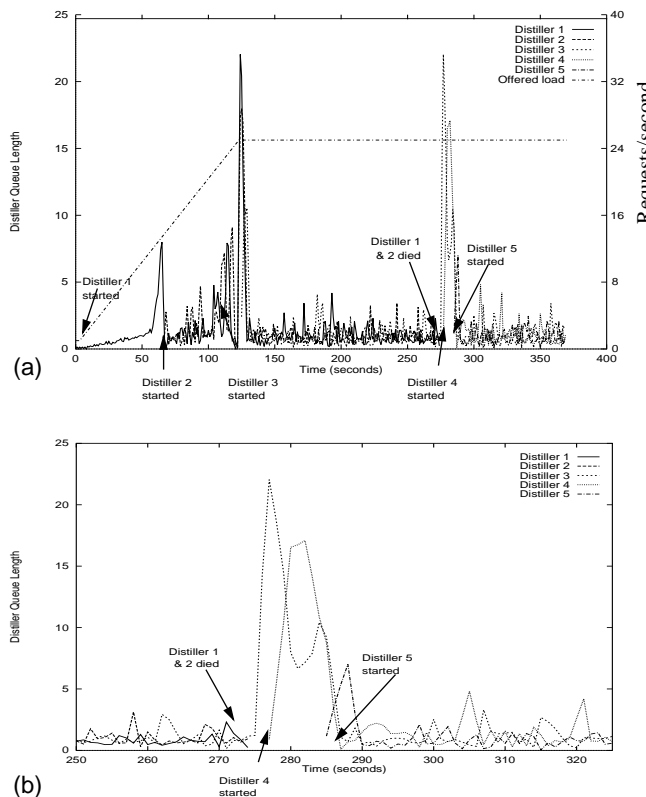 40
25
Distiller 1
Distiller 2
Distiller 3
Distiller 4
Distiller 5
Offered load
36
20
32
28
15
24
20
10
16
12
5
8
4
0
0
Distiller Queue Length
Requests/second
Distiller 1
started
Distiller 1
& 2 died
Distiller 5
started
0
50
100
150
200
250
300
350
400
Time (seconds)
Distiller 2
started
Distiller 3
started
Distiller 4
started
(a)
25
Distiller 1
Distiller 2
Distiller 3
Distiller 4
Distiller 5
20
15
10
5
0
Distiller Queue Length
Distiller 1
& 2 died
Distiller 5
started
250
260
270
280
290
300
310
320
Time (seconds)
Distiller 4
started
(b)